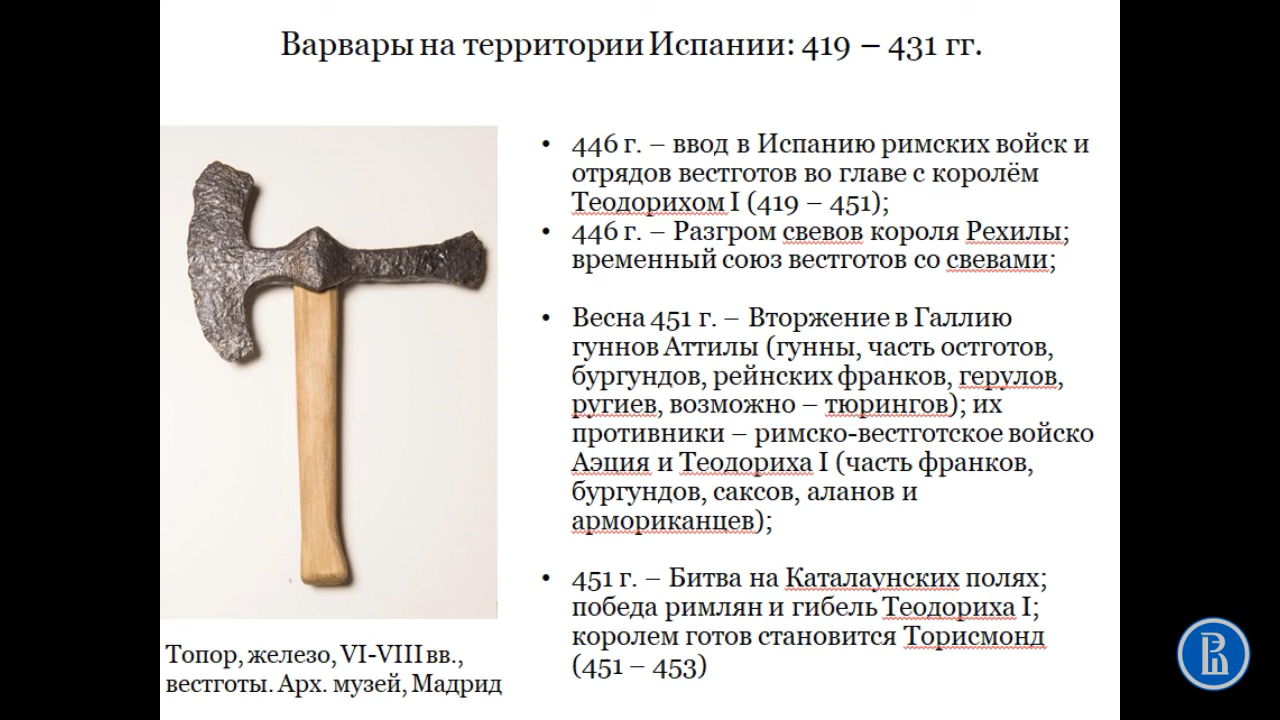 Варвары на территории Испании: 419 – 431 гг.
• 446 г. – ввод в Испанию римских войск и
отрядов вестготов во главе с королём
Теодорихом I (419 – 451);
• 446 г. – Разгром свевов короля Рехилы;
временный союз вестготов со свевами;
• Весна 451 г. – Вторжение в Галлию
гуннов Аттилы (гунны, часть остготов,
бургундов, рейнских франков, герулов,
ругиев, возможно – тюрингов); их
противники – римско-вестготское войско
Аэция и Теодориха I (часть франков,
бургундов, саксов, аланов и
армориканцев);
• 451 г. – Битва на Каталаунских полях;
победа римлян и гибель Теодориха I;
королем готов становится Торисмонд
(451 – 453)
Топор, железо, VI-VIII вв.,
вестготы. Арх. музей, Мадрид